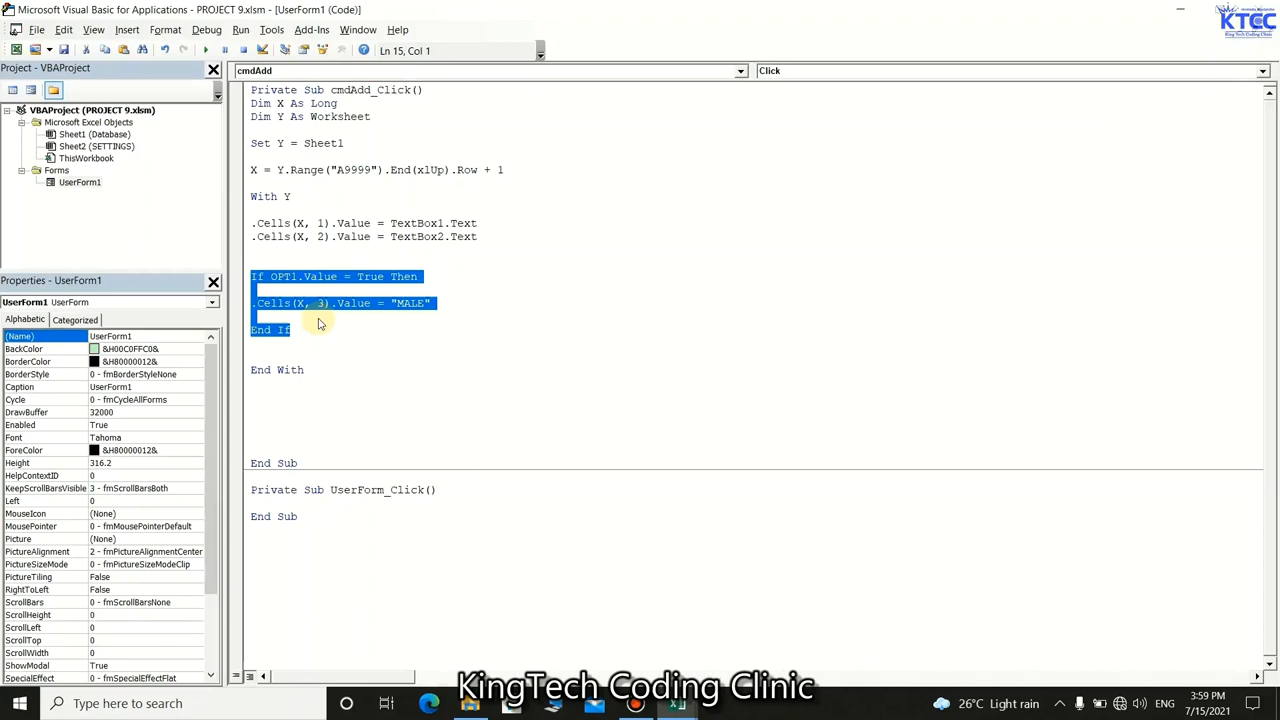 Microsoft Visual Basic for Applications - PROJECT 9.xlsm - [UserForm1 (Code)]
KTCC
King Tech Coding Clinic
File Edit View Insert Format Debug Run Tools Add-Ins Window Help
Ln 15, Col 1
Project - VBAProject
cmdAdd
Click
VBAProject (PROJECT 9.xlsm)
Microsoft Excel Objects
Sheet1 (Database)
Sheet2 (SETTINGS)
ThisWorkbook
Forms
UserForm1
Private Sub cmdAdd_Click()
Dim X As Long
Dim Y As Worksheet
Set Y = Sheet1
X = Y.Range("A9999").End(xlUp).Row + 1
With Y
.Cells(X, 1).Value = TextBox1.Text
.Cells(X, 2).Value = TextBox2.Text
If OPT1.Value = True Then
.Cells(X, 3).Value = "MALE"
End If
End With
End Sub
Private Sub UserForm_Click()
End Sub
Properties - UserForm1
UserForm1 UserForm
Alphabetic Categorized
(Name) UserForm1
BackColor &H00C0FFC0&
BorderColor &H80000012&
BorderStyle 0 - fmBorderStyleNone
Caption UserForm1
Cycle 0 - fmCycleAllForms
DrawBuffer 32000
Enabled True
Font Tahoma
ForeColor &H80000012&
Height 316.2
HelpContextID 0
KeepScrollBarsVisible 3 - fmScrollBarsBoth
Left 0
MouseIcon (None)
MousePointer 0 - fmMousePointerDefault
Picture (None)
PictureAlignment 2 - fmPictureAlignmentCenter
PictureSizeMode 0 - fmPictureSizeModeClip
PictureTiling False
RightToLeft False
ScrollBars 0 - fmScrollBarsNone
ScrollHeight 0
ScrollLeft 0
ScrollTop 0
ScrollWidth 0
ShowModal True
SpecialEffect 0 - fmSpecialEffectFlat
KingTech Coding Clinic
Type here to search
26°C Light rain
ENG
3:59 PM
7/15/2021